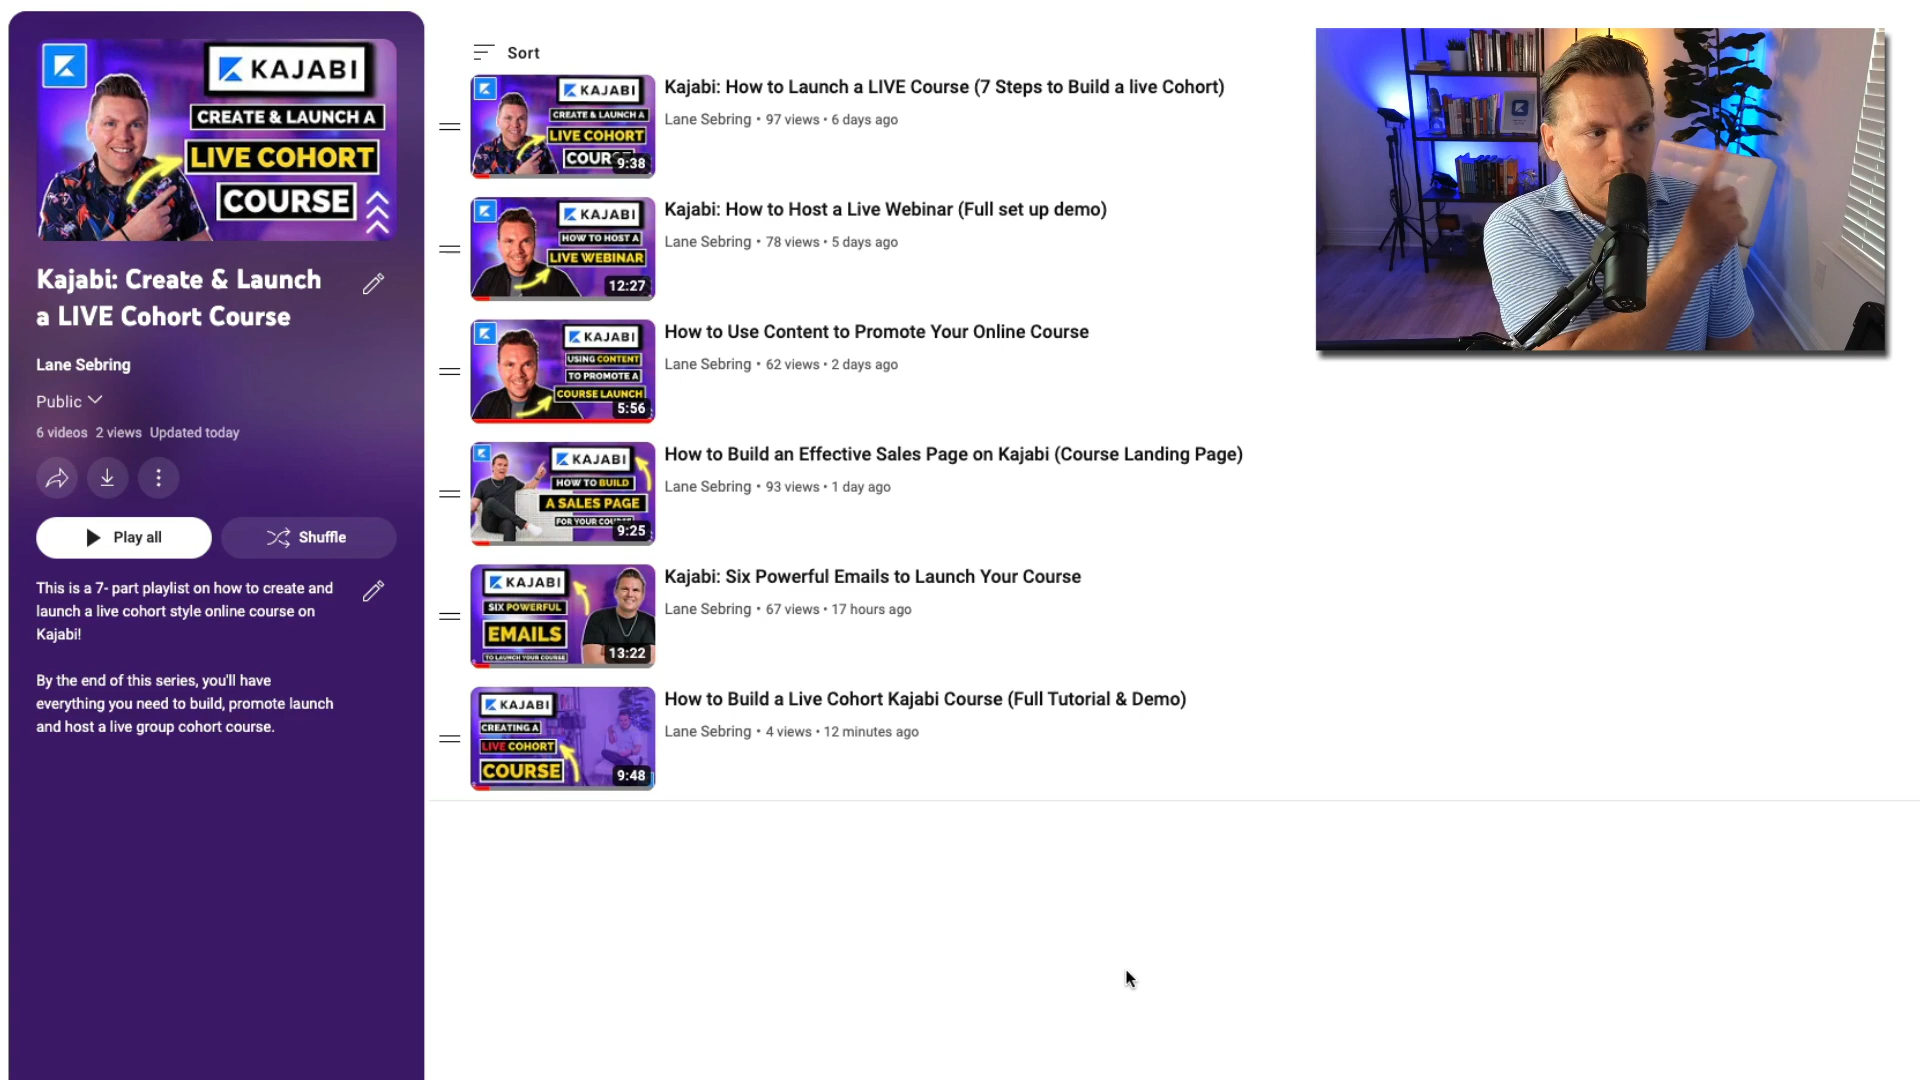 KAJABI
CREATE & LAUNCH A
LIVE COHORT
COURSE
Kajabi: Create & Launch
a LIVE Cohort Course
Lane Sebring
Public
6 videos 2 views Updated today
Play all
Shuffle
This is a 7- part playlist on how to create and
launch a live cohort style online course on
Kajabi!
By the end of this series, you'll have
everything you need to build, promote launch
and host a live group cohort course.
Sort
KAJABI
CREATE & LAUNCH A
LIVE COHORT
COUR
9:38
Kajabi: How to Launch a LIVE Course (7 Steps to Build a live Cohort)
Lane Sebring • 97 views • 6 days ago
KAJABI
HOW TO HOST A
LIVE WEBINAR
12:27
Kajabi: How to Host a Live Webinar (Full set up demo)
Lane Sebring • 78 views • 5 days ago
KAJABI
USING CONTENT
TO PROMOTE A
COURSE LAUNCH
5:56
How to Use Content to Promote Your Online Course
Lane Sebring • 62 views • 2 days ago
KAJABI
HOW TO BUILD
A SALES PAGE
FOR YOUR COURSE
9:25
How to Build an Effective Sales Page on Kajabi (Course Landing Page)
Lane Sebring • 93 views • 1 day ago
KAJABI
SIX POWERFUL
EMAILS
TO LAUNCH YOUR COURSE
13:22
Kajabi: Six Powerful Emails to Launch Your Course
Lane Sebring • 67 views • 17 hours ago
KAJABI
CREATING A
LIVE COHORT
COURSE
9:48
How to Build a Live Cohort Kajabi Course (Full Tutorial & Demo)
Lane Sebring • 4 views • 12 minutes ago